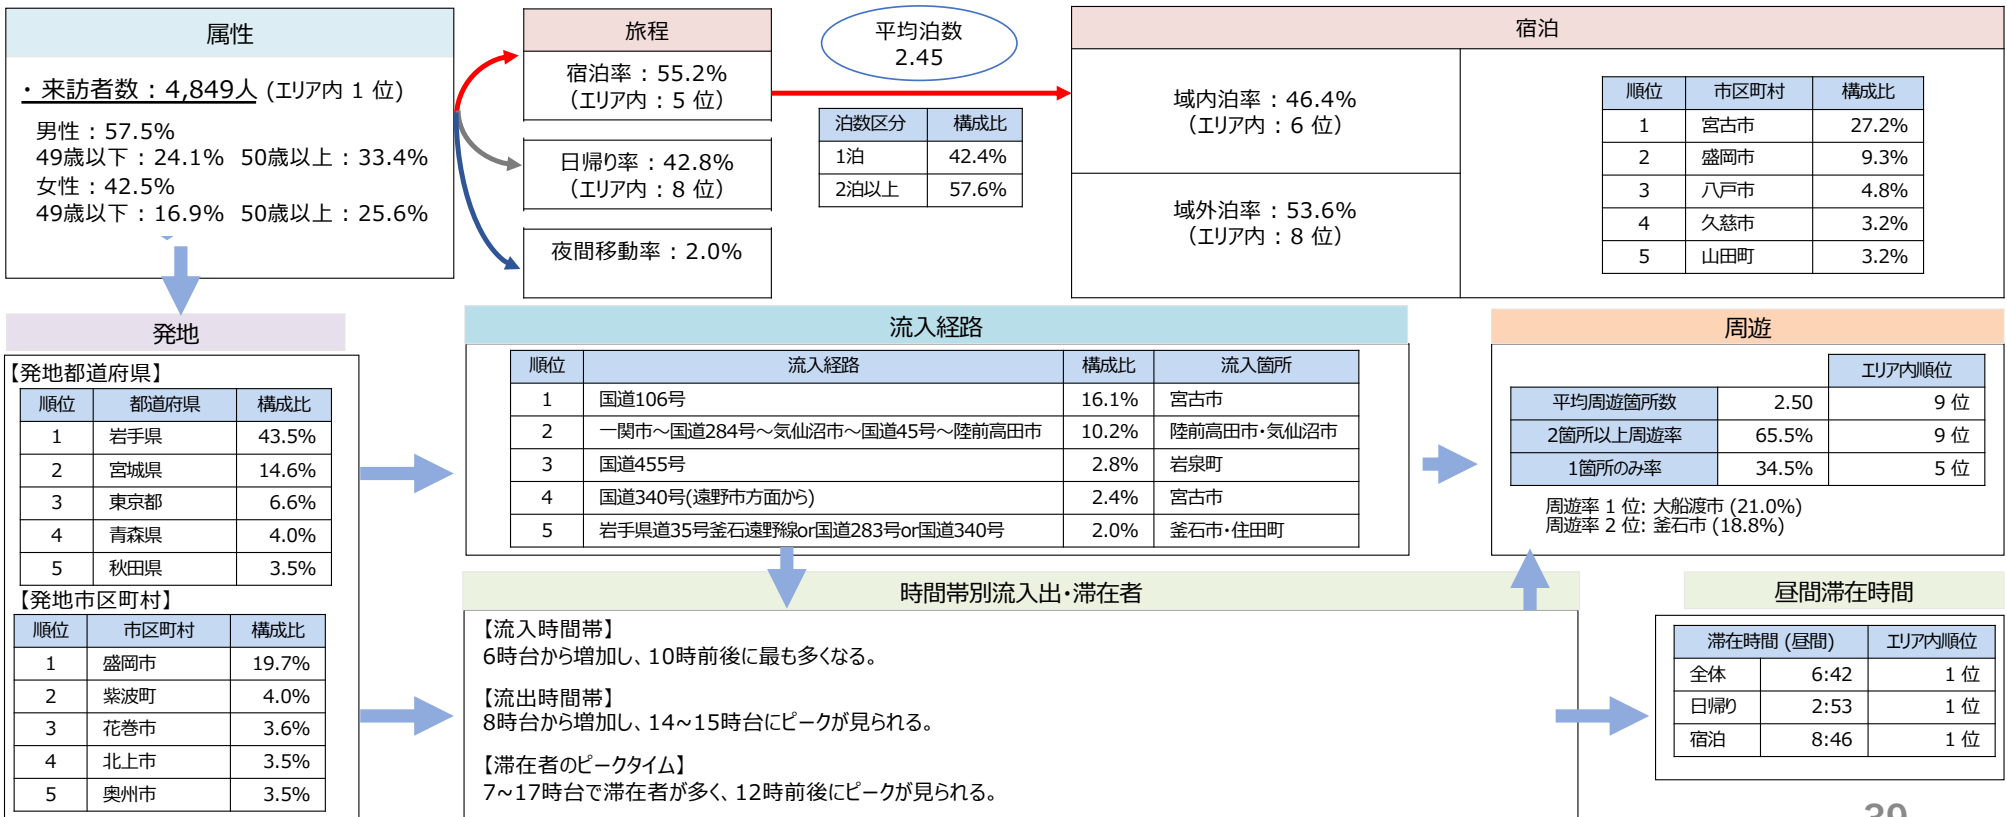 属性
・来訪者数：4,849人 (エリア内 1 位)
男性：57.5%
49歳以下：24.1% 50歳以上：33.4%
女性：42.5%
49歳以下：16.9% 50歳以上：25.6%
旅程
宿泊率：55.2%
（エリア内：5 位）
日帰り率：42.8%
（エリア内：8 位）
夜間移動率：2.0%
平均泊数
2.45
泊数区分 構成比
1泊 42.4%
2泊以上 57.6%
宿泊
域内泊率：46.4%
（エリア内：6 位）
域外泊率：53.6%
（エリア内：8 位）
順位 市区町村 構成比
1 宮古市 27.2%
2 盛岡市 9.3%
3 八戸市 4.8%
4 久慈市 3.2%
5 山田町 3.2%
発地
【発地都道府県】
順位 都道府県 構成比
1 岩手県 43.5%
2 宮城県 14.6%
3 東京都 6.6%
4 青森県 4.0%
5 秋田県 3.5%
【発地市区町村】
順位 市区町村 構成比
1 盛岡市 19.7%
2 紫波町 4.0%
3 花巻市 3.6%
4 北上市 3.5%
5 奥州市 3.5%
流入経路
順位 流入経路 構成比 流入箇所
1 国道106号 16.1% 宮古市
2 一関市～国道284号～気仙沼市～国道45号～陸前高田市 10.2% 陸前高田市・気仙沼市
3 国道455号 2.8% 岩泉町
4 国道340号(遠野市方面から) 2.4% 宮古市
5 岩手県道35号釜石遠野線or国道283号or国道340号 2.0% 釜石市・住田町
時間帯別流入出・滞在者
【流入時間帯】
6時台から増加し、10時前後に最も多くなる。
【流出時間帯】
8時台から増加し、14~15時台にピークが見られる。
【滞在者のピークタイム】
7~17時台で滞在者が多く、12時前後にピークが見られる。
周遊
エリア内順位
平均周遊箇所数 2.50 9 位
2箇所以上周遊率 65.5% 9 位
1箇所のみ率 34.5% 5 位
周遊率 1 位: 大船渡市 (21.0%)
周遊率 2 位: 釜石市 (18.8%)
昼間滞在時間
滞在時間 (昼間) エリア内順位
全体 6:42 1 位
日帰り 2:53 1 位
宿泊 8:46 1 位